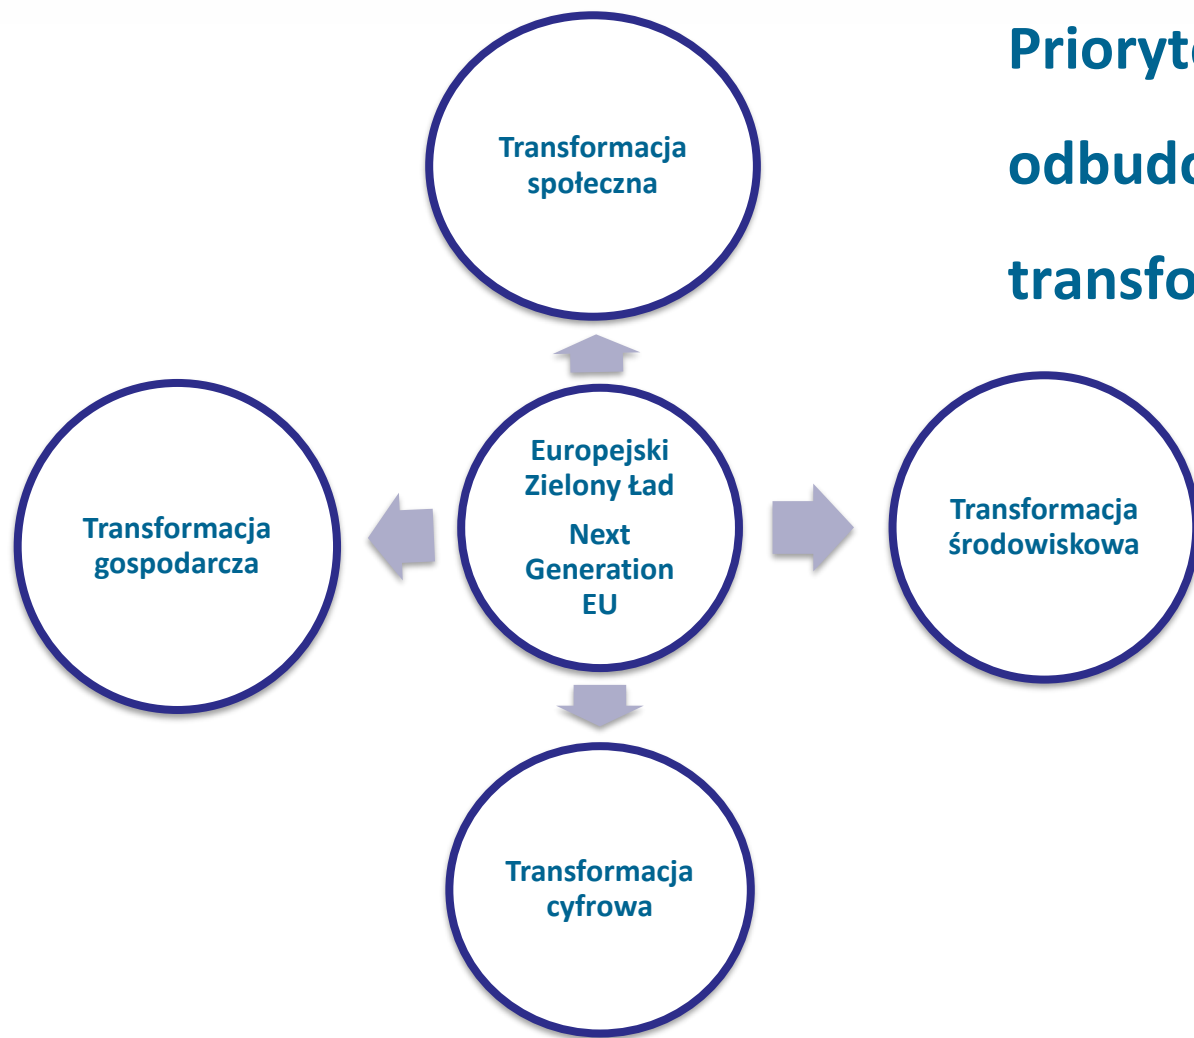 Transformacja
społeczna
Europejski
Zielony Ład
Next
Generation
EU
Transformacja
gospodarcza
Transformacja
środowiskowa
Transformacja
cyfrowa